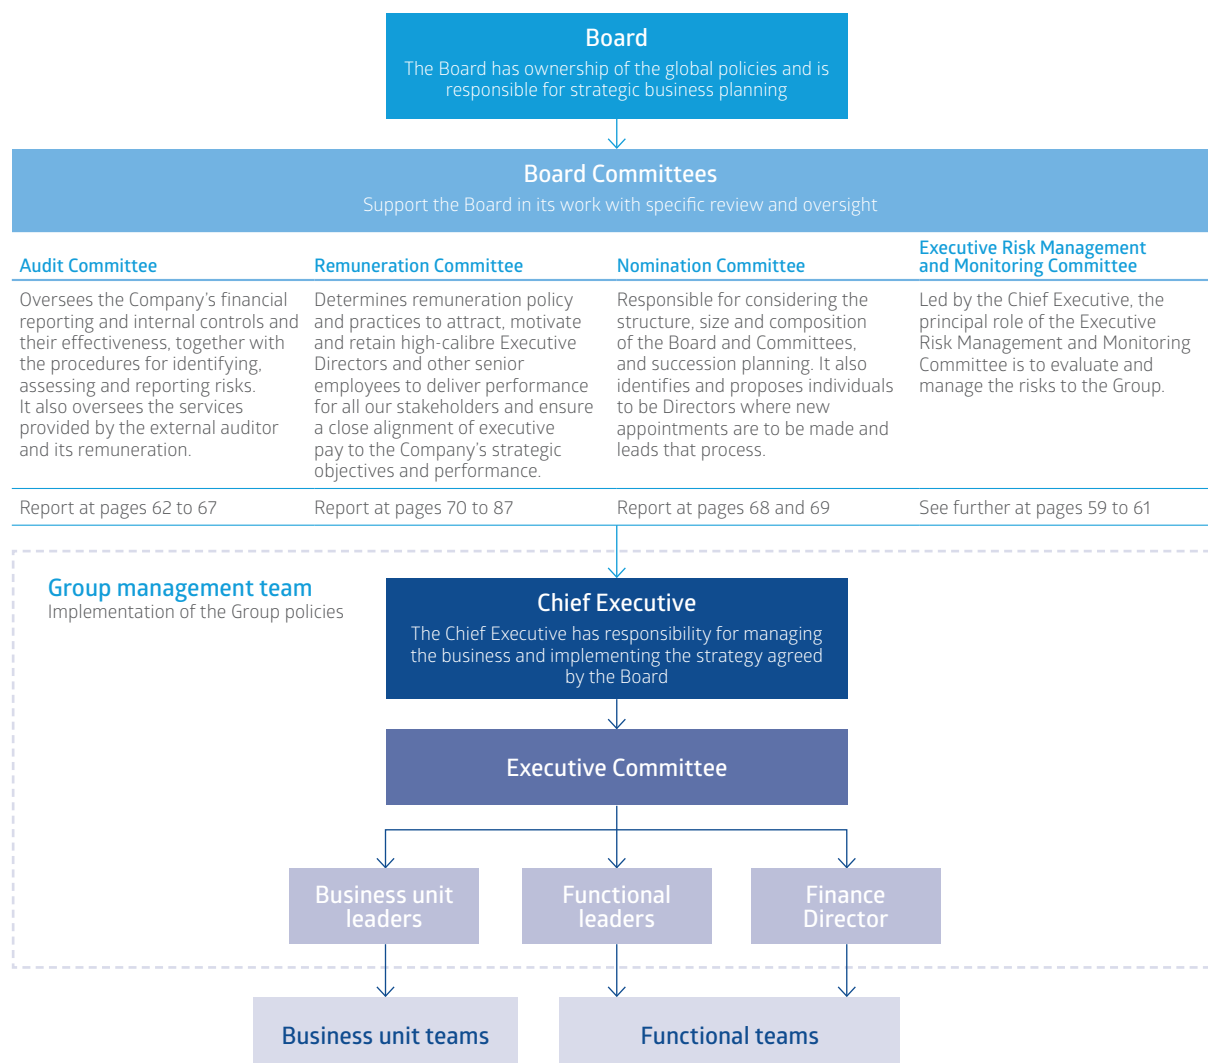 Board
The Board has ownership of the global policies and is
responsible for strategic business planning
Board Committees
Support the Board in its work with specific review and oversight
Audit Committee
Oversees the Company's financial
reporting and internal controls and
their effectiveness, together with
the procedures for identifying,
assessing and reporting risks.
It also oversees the services
provided by the external auditor
and its remuneration.
Report at pages 62 to 67
Remuneration Committee
Determines remuneration policy
and practices to attract, motivate
and retain high-calibre Executive
Directors and other senior
employees to deliver performance
for all our stakeholders and ensure
a close alignment of executive
pay to the Company's strategic
objectives and performance.
Report at pages 70 to 87
Nomination Committee
Responsible for considering the
structure, size and composition
of the Board and Committees,
and succession planning. It also
identifies and proposes individuals
to be Directors where new
appointments are to be made and
leads that process.
Report at pages 68 and 69
Executive Risk Management
and Monitoring Committee
Led by the Chief Executive, the
principal role of the Executive
Risk Management and Monitoring
Committee is to evaluate and
manage the risks to the Group.
See further at pages 59 to 61
Group management team
Implementation of the Group policies
Chief Executive
The Chief Executive has responsibility for managing
the business and implementing the strategy agreed
by the Board
Executive Committee
Business unit
leaders
Functional
leaders
Finance
Director
Business unit teams
Functional teams